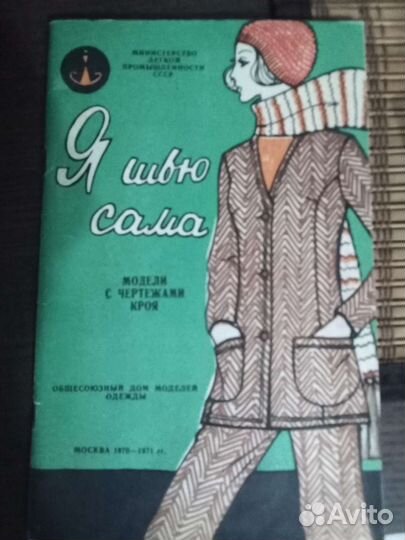 МИНИСТЕРСТВО
ЛЕГКОЙ
ПРОМЫШЛЕННОСТИ
СССР
Я шью
сама
МОДЕЛИ
С ЧЕРТЕЖАМИ
КРОЯ
ОБЩЕСОЮЗНЫЙ ДОМ МОДЕЛЕЙ
ОДЕЖДЫ
МОСКВА 1970—1971 гг.
Avito